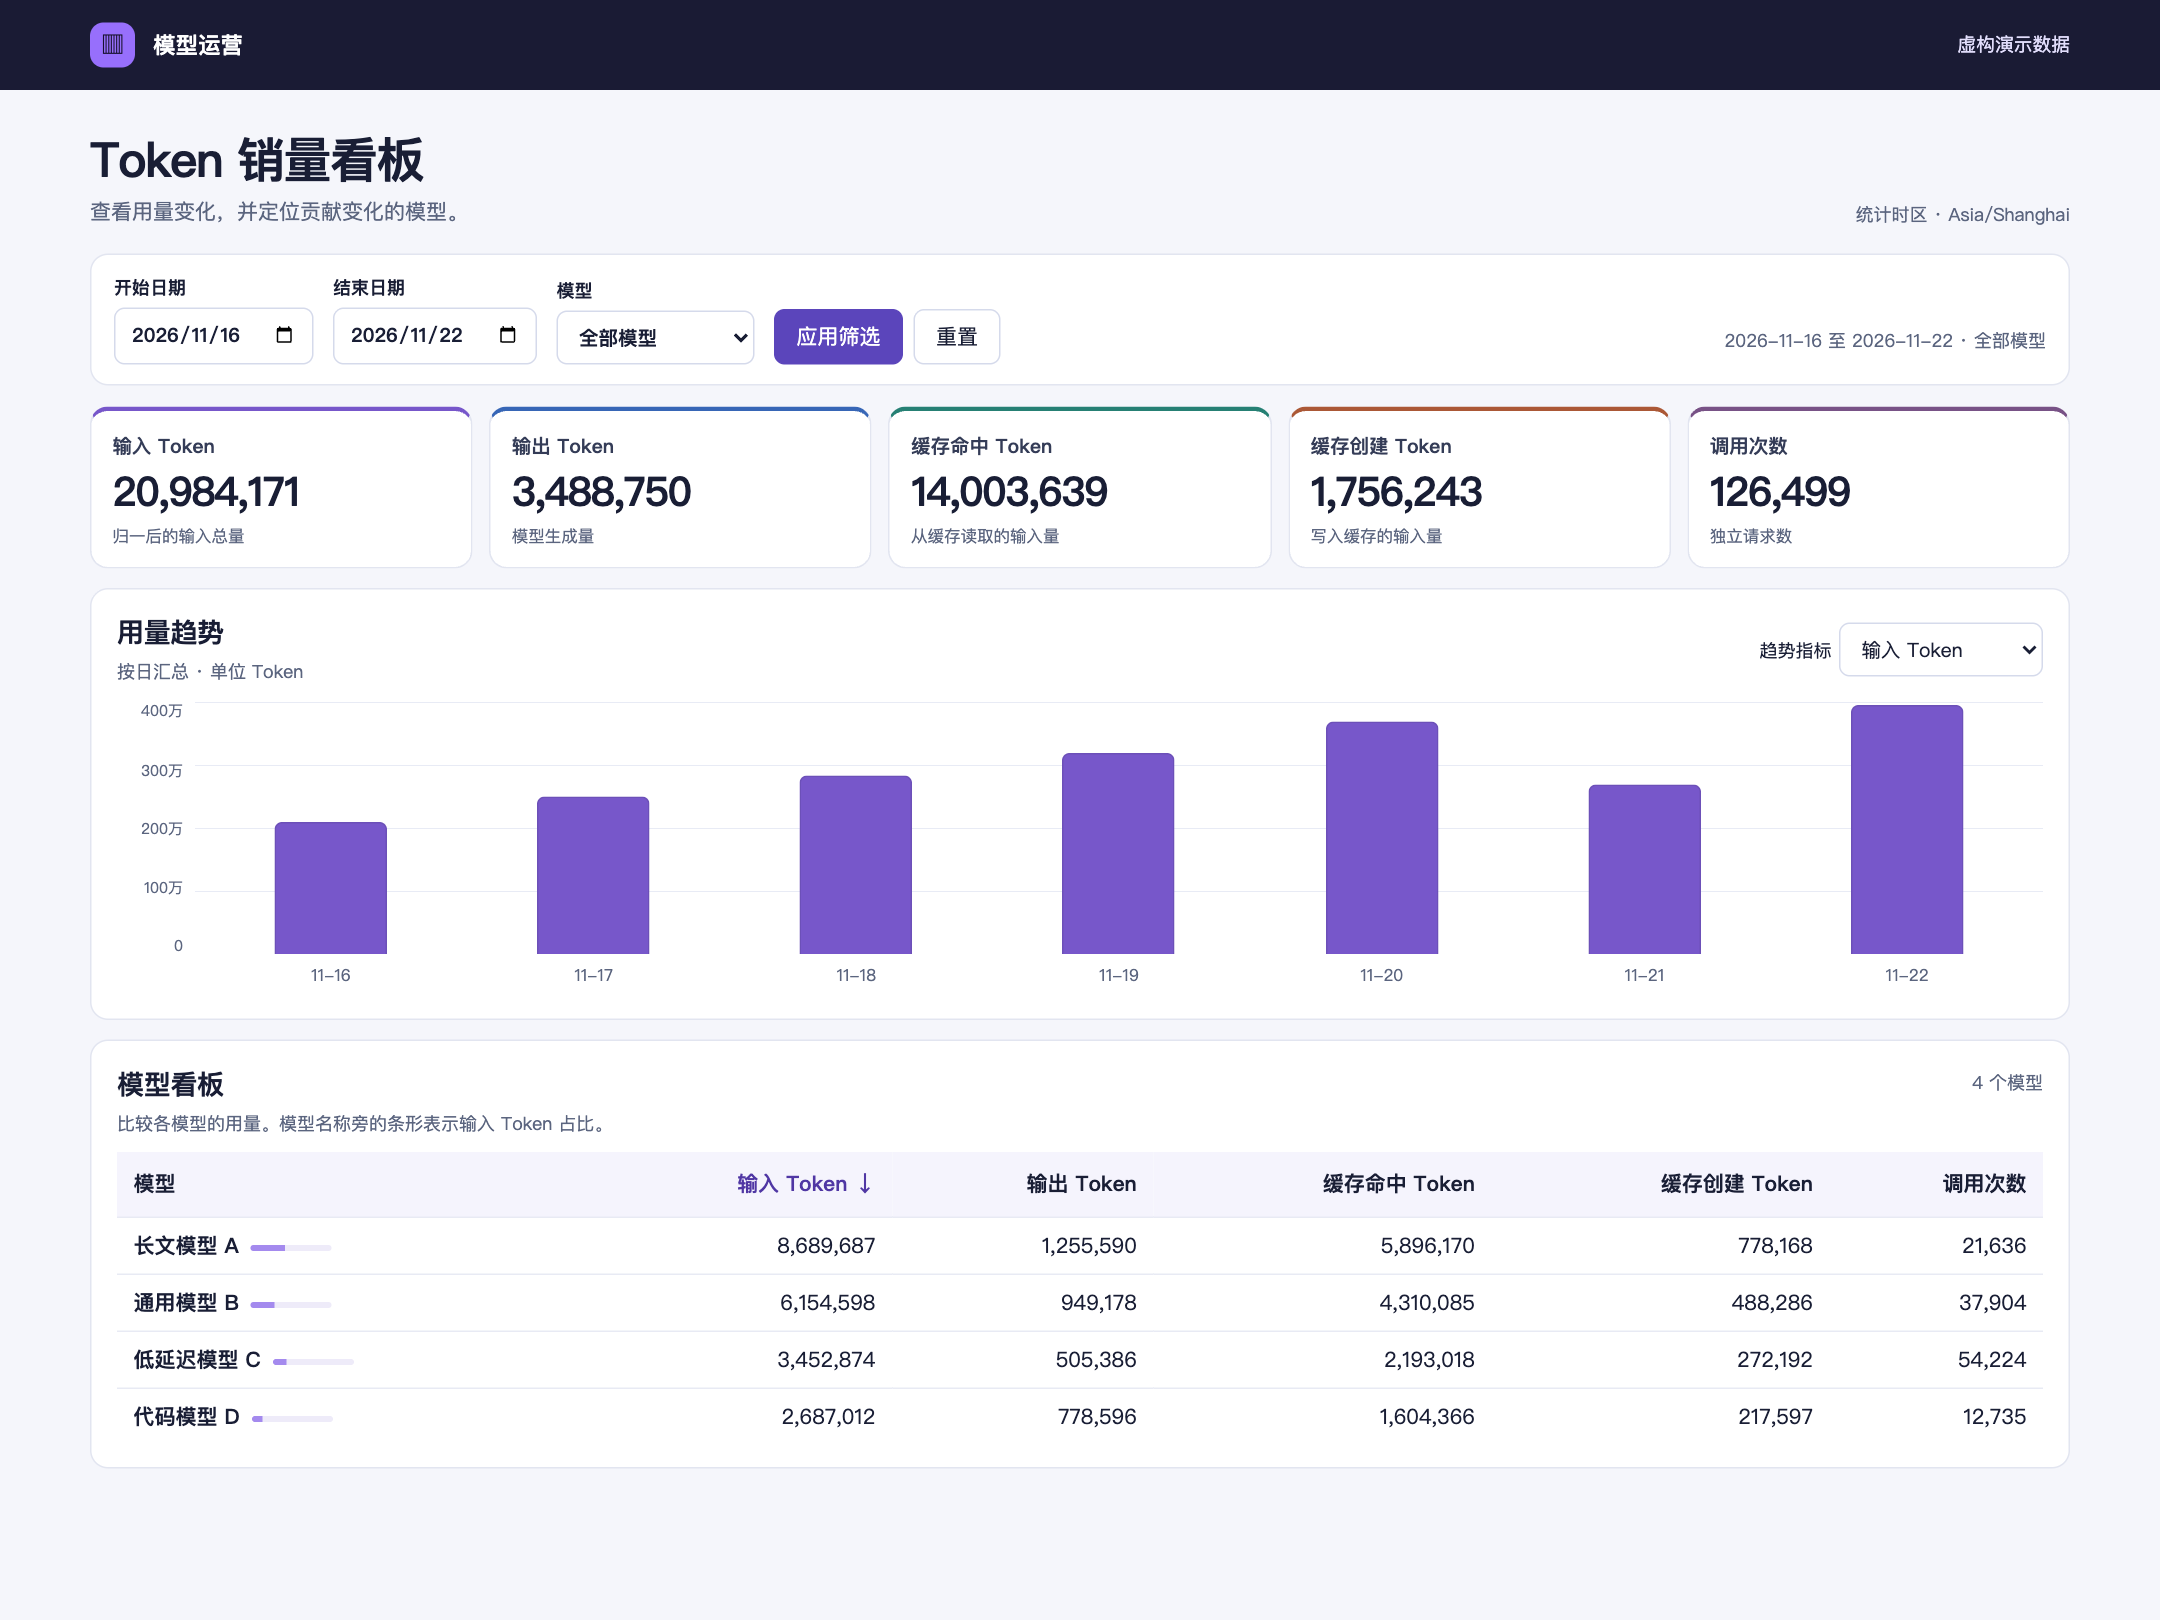 模型运营
虚构演示数据
Token 销量看板
查看用量变化，并定位贡献变化的模型。
统计时区 · Asia/Shanghai
开始日期 结束日期 模型
2026/11/16 2026/11/22 全部模型 应用筛选 重置
2026-11-16 至 2026-11-22 · 全部模型
输入 Token
20,984,171
归一后的输入总量
输出 Token
3,488,750
模型生成量
缓存命中 Token
14,003,639
从缓存读取的输入量
缓存创建 Token
1,756,243
写入缓存的输入量
调用次数
126,499
独立请求数
用量趋势
按日汇总 · 单位 Token
趋势指标 输入 Token
400万
300万
200万
100万
0
11-16 11-17 11-18 11-19 11-20 11-21 11-22
模型看板
4 个模型
比较各模型的用量。模型名称旁的条形表示输入 Token 占比。
模型 输入 Token ↓ 输出 Token 缓存命中 Token 缓存创建 Token 调用次数
长文模型 A 8,689,687 1,255,590 5,896,170 778,168 21,636
通用模型 B 6,154,598 949,178 4,310,085 488,286 37,904
低延迟模型 C 3,452,874 505,386 2,193,018 272,192 54,224
代码模型 D 2,687,012 778,596 1,604,366 217,597 12,735